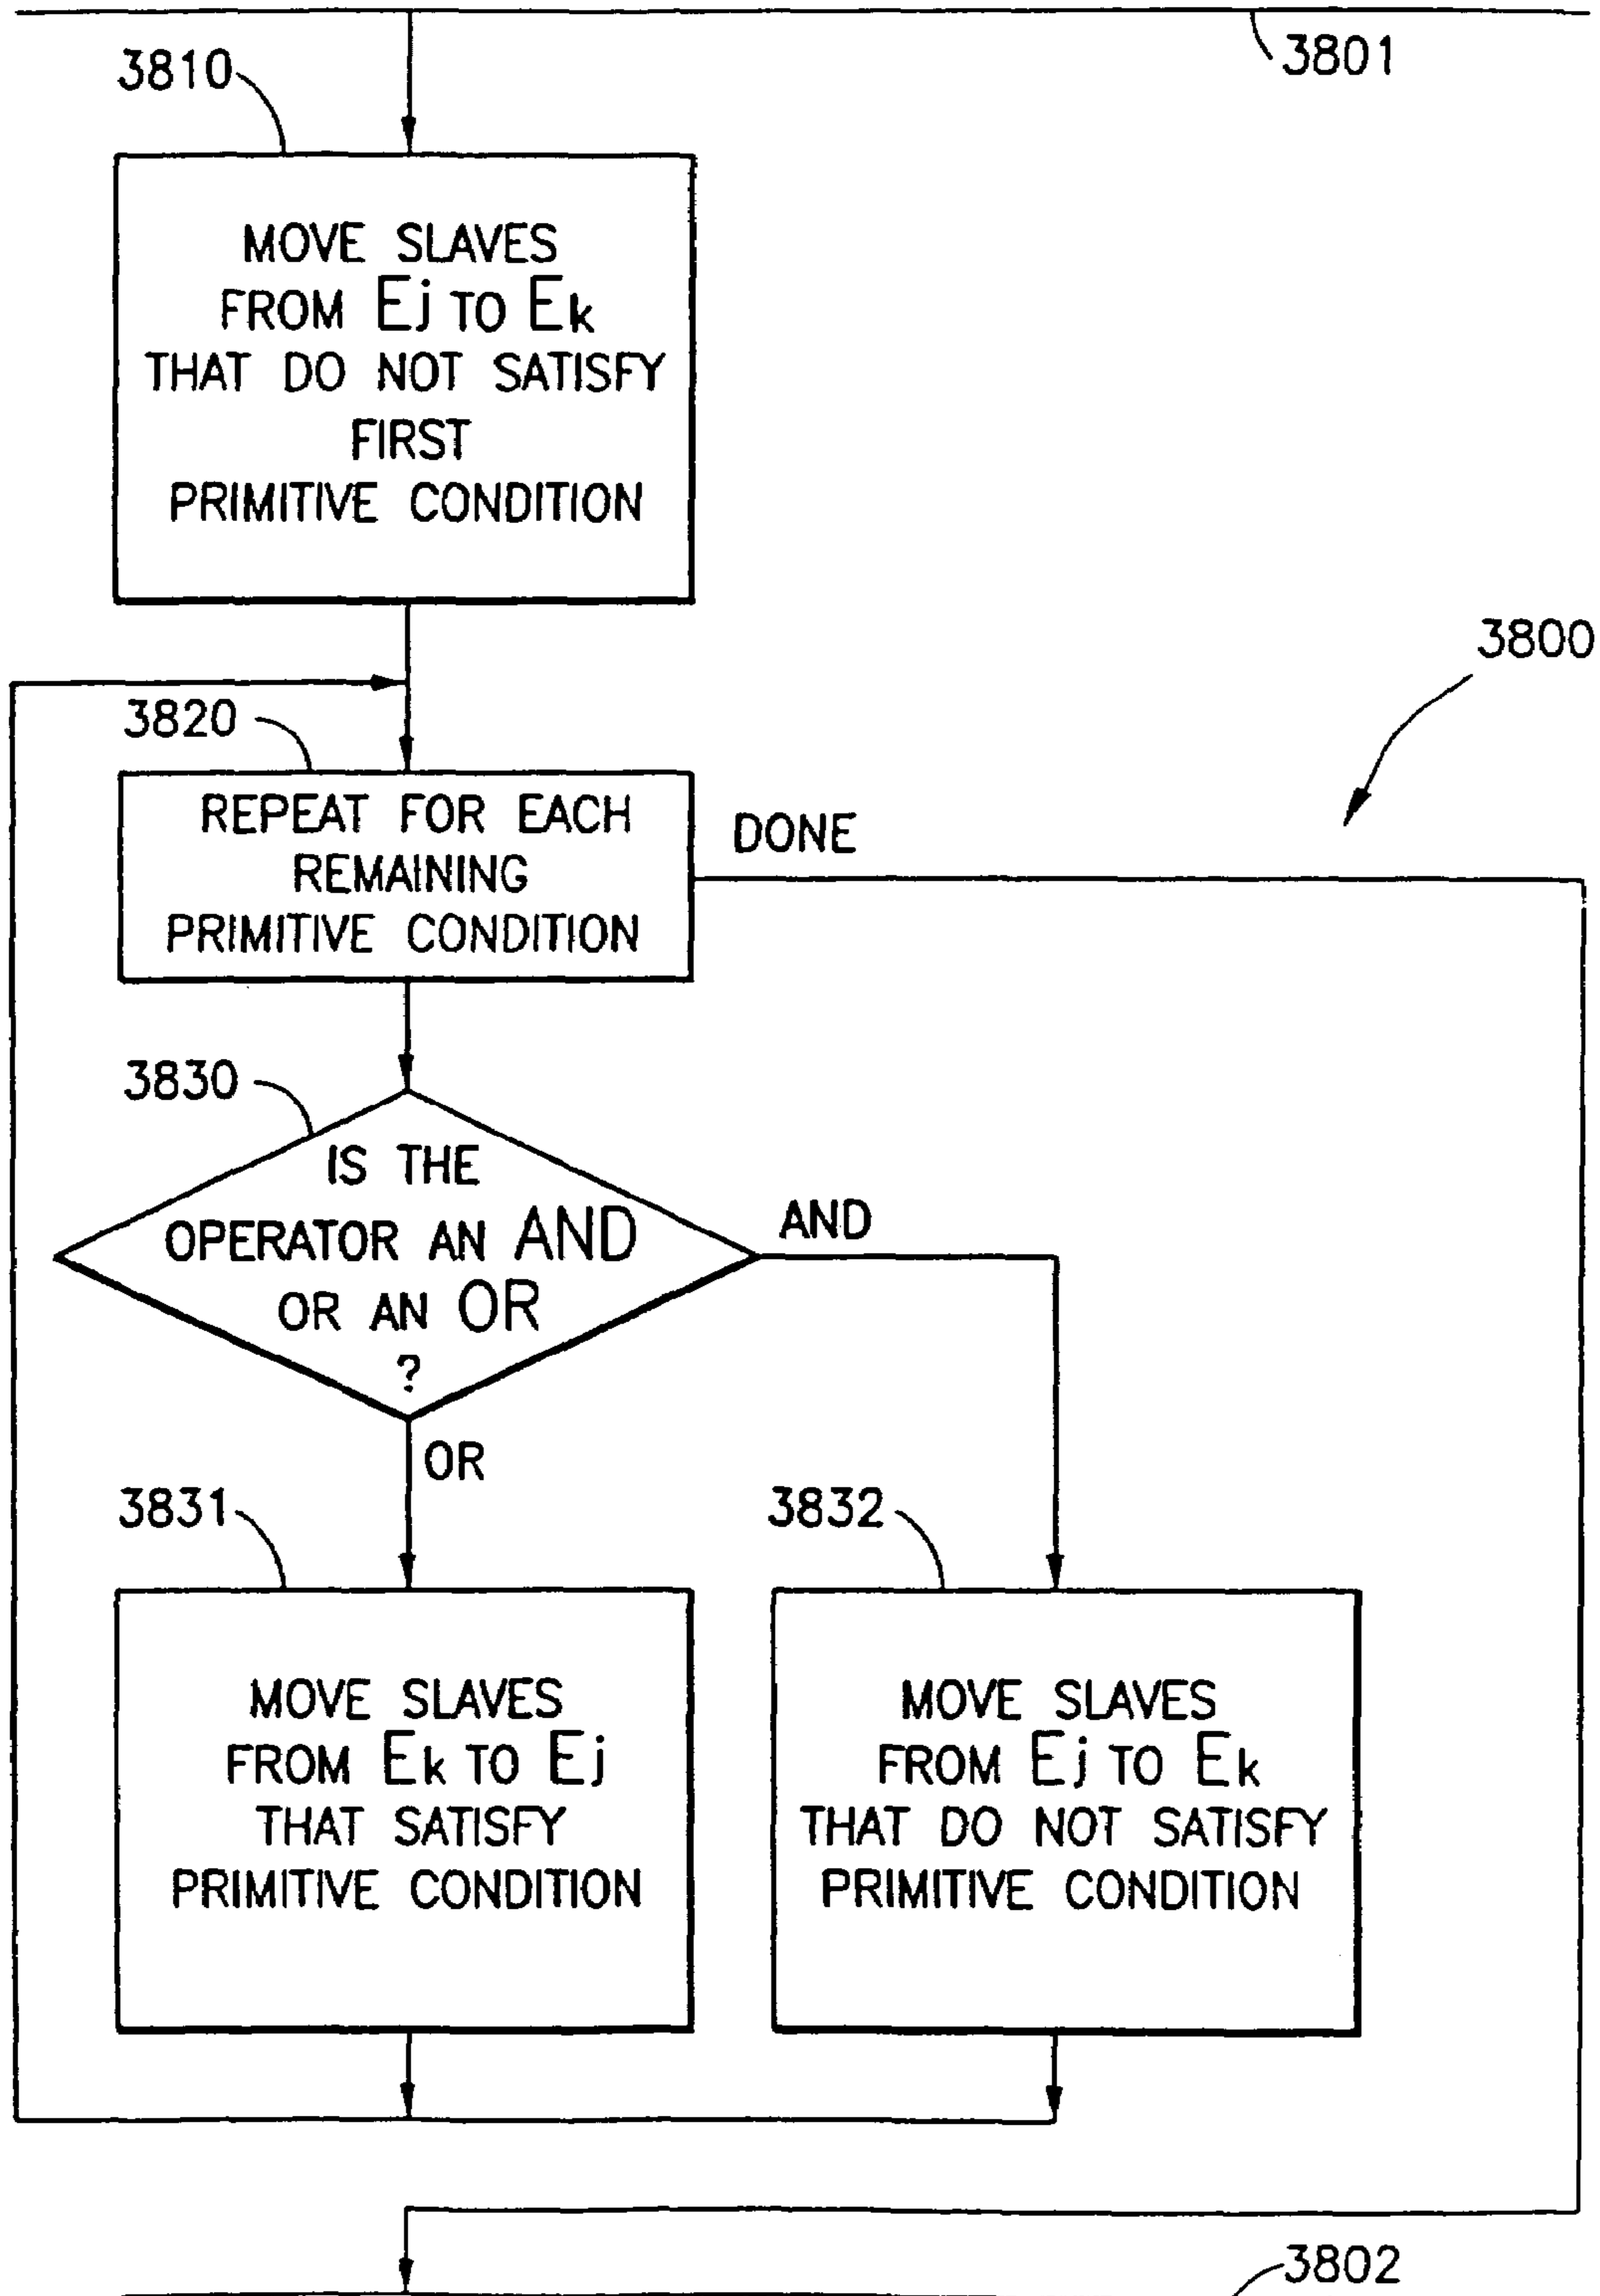 3801
3810
MOVE SLAVES
FROM Ej TO Ek
THAT DO NOT SATISFY
FIRST
PRIMITIVE CONDITION
3800
3820
REPEAT FOR EACH
REMAINING
PRIMITIVE CONDITION
DONE
3830
IS THE
OPERATOR AN AND
OR AN OR
?
AND
OR
3831
MOVE SLAVES
FROM Ek TO Ej
THAT SATISFY
PRIMITIVE CONDITION
3832
MOVE SLAVES
FROM Ej TO Ek
THAT DO NOT SATISFY
PRIMITIVE CONDITION
3802